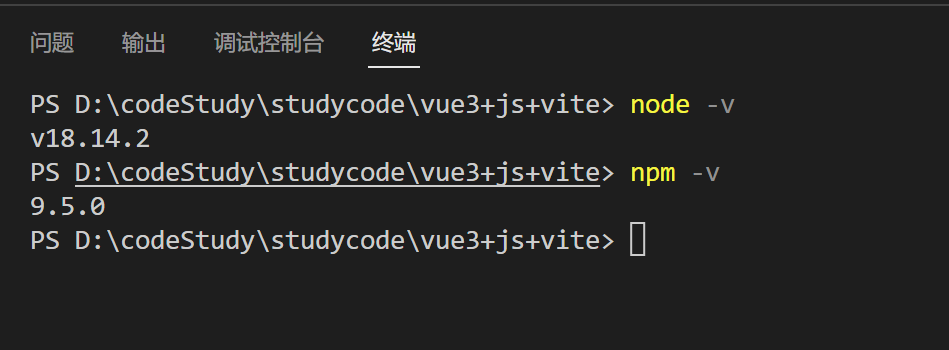 问题 输出 调试控制台 终端
PS D:\codeStudy\studycode\vue3+js+vite> node -v
v18.14.2
PS D:\codeStudy\studycode\vue3+js+vite> npm -v
9.5.0
PS D:\codeStudy\studycode\vue3+js+vite>